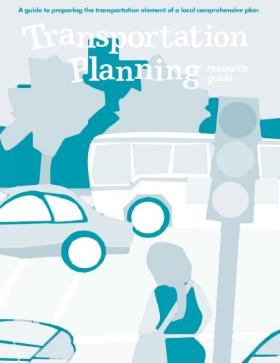 A guide to preparing the transportation element of a local comprehensive plan
Transportation
Planning resource
guide